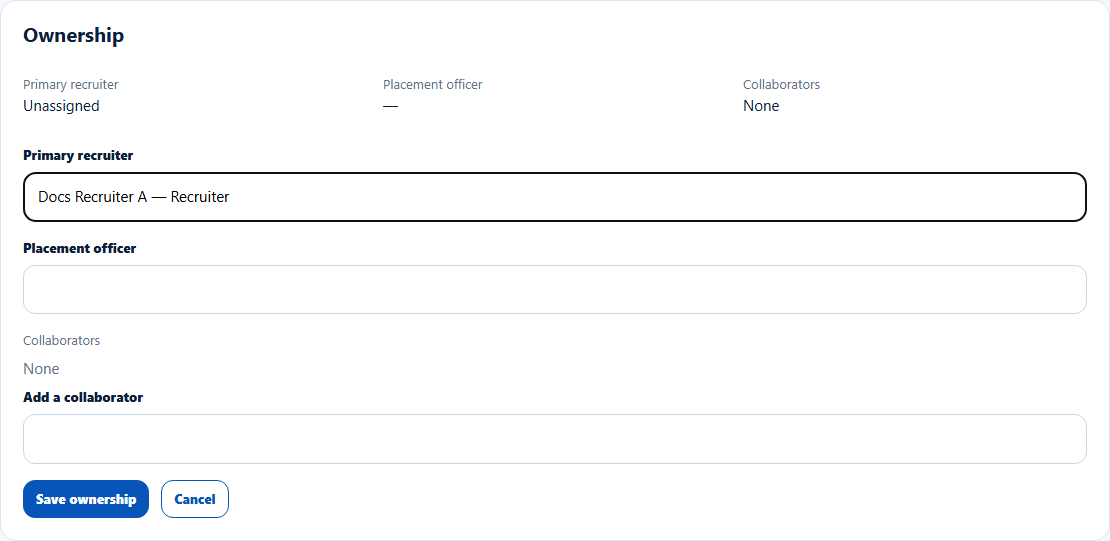 Ownership
Primary recruiter Placement officer Collaborators
Unassigned — None
Primary recruiter
Docs Recruiter A — Recruiter
Placement officer
Collaborators
None
Add a collaborator
Save ownership Cancel